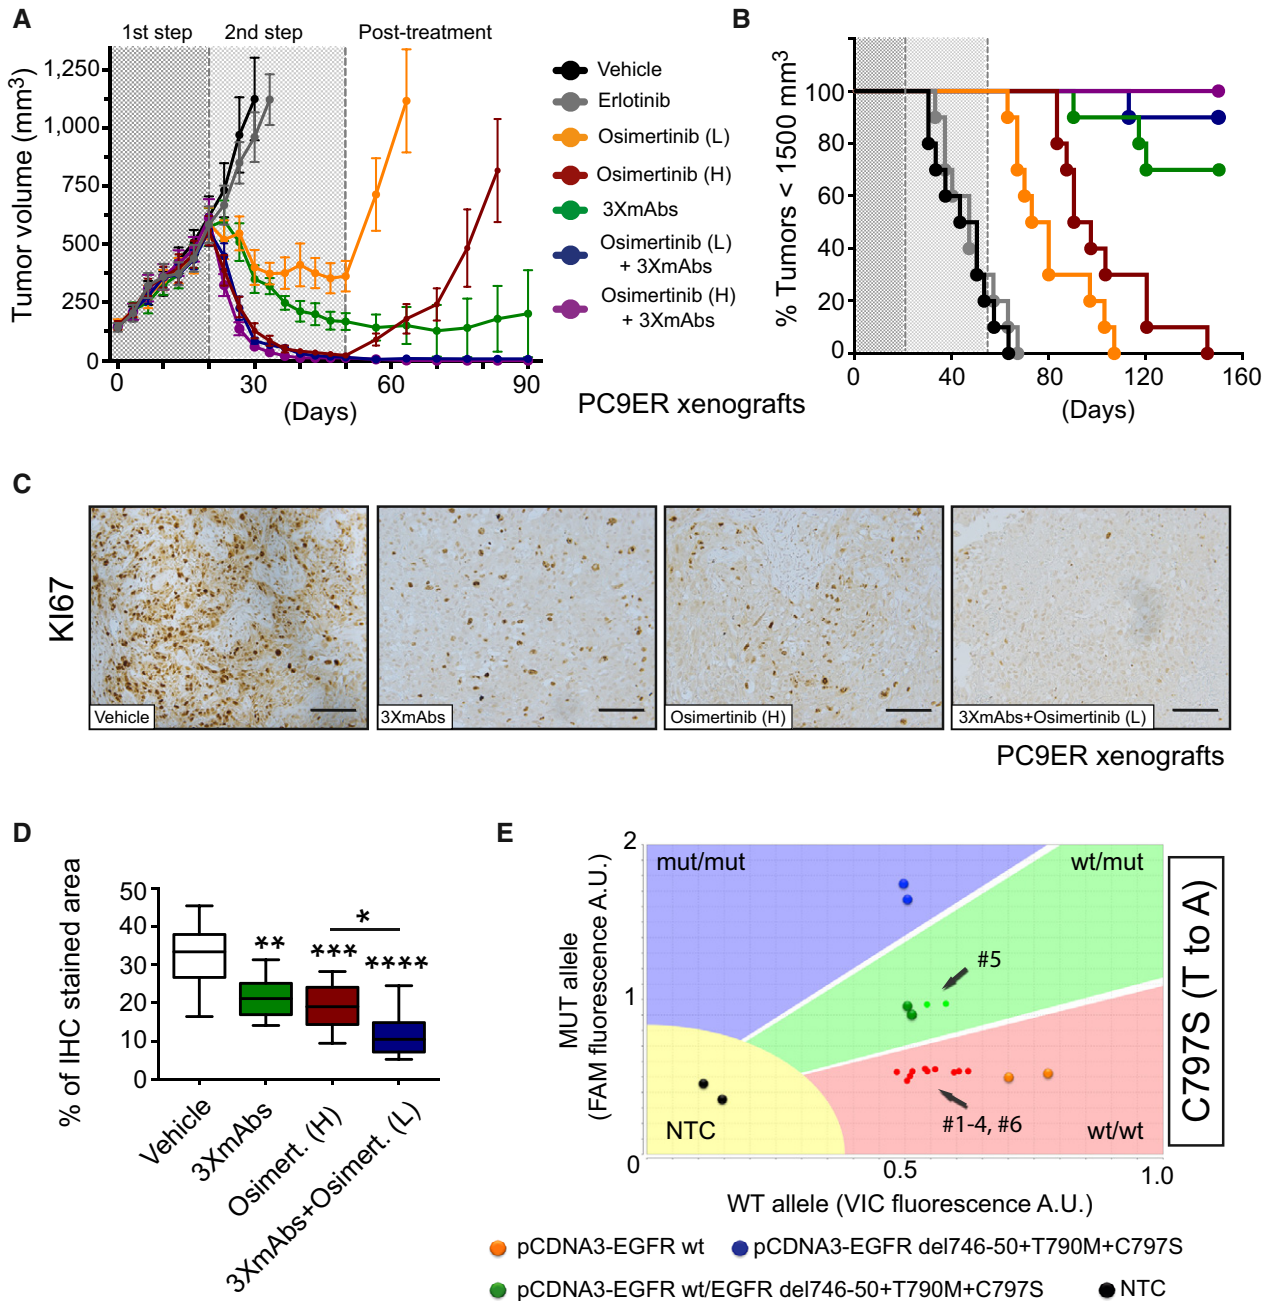 A
1st step
2nd step
Post-treatment
Tumor volume (mm3)
1,250
1,000
750
500
250
0
0
30
60
90
(Days)
Vehicle
Erlotinib
Osimertinib (L)
Osimertinib (H)
3XmAbs
Osimertinib (L)
+ 3XmAbs
Osimertinib (H)
+ 3XmAbs
PC9ER xenografts
B
% Tumors < 1500 mm3
100
80
60
40
20
0
0
40
80
120
160
(Days)
C
KI67
Vehicle
3XmAbs
Osimertinib (H)
3XmAbs+Osimertinib (L)
PC9ER xenografts
D
% of IHC stained area
50
40
30
20
10
0
**
***
****
*
Vehicle
3XmAbs
Osimert. (H)
3XmAbs+Osimert. (L)
E
MUT allele
(FAM fluorescence A.U.)
2
1
0
mut/mut
wt/mut
#5
NTC
#1-4, #6
wt/wt
0.5
1.0
WT allele (VIC fluorescence A.U.)
C797S (T to A)
pCDNA3-EGFR wt
pCDNA3-EGFR del746-50+T790M+C797S
pCDNA3-EGFR wt/EGFR del746-50+T790M+C797S
NTC